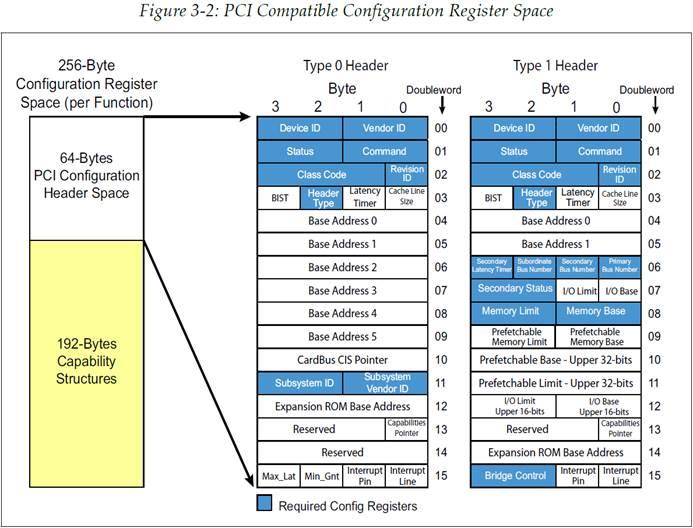 Figure 3-2: PCI Compatible Configuration Register Space
256-Byte
Configuration Register
Space (per Function)
64-Bytes
PCI Configuration
Header Space
192-Bytes
Capability
Structures
Type 0 Header
Byte
Doubleword
3 2 1 0
Device ID Vendor ID 00
Status Command 01
Class Code Revision ID 02
BIST Header Type Latency Timer Cache Line Size 03
Base Address 0 04
Base Address 1 05
Base Address 2 06
Base Address 3 07
Base Address 4 08
Base Address 5 09
CardBus CIS Pointer 10
Subsystem ID Subsystem Vendor ID 11
Expansion ROM Base Address 12
Reserved Capabilities Pointer 13
Reserved 14
Max_Lat Min_Gnt Interrupt Pin Interrupt Line 15
Required Config Registers
Type 1 Header
Byte
Doubleword
3 2 1 0
Device ID Vendor ID 00
Status Command 01
Class Code Revision ID 02
BIST Header Type Latency Timer Cache Line Size 03
Base Address 0 04
Base Address 1 05
Secondary Latency Timer Subordinate Bus Number Secondary Bus Number Primary Bus Number 06
Secondary Status I/O Limit I/O Base 07
Memory Limit Memory Base 08
Prefetchable Memory Limit Prefetchable Memory Base 09
Prefetchable Base - Upper 32-bits 10
Prefetchable Limit - Upper 32-bits 11
I/O Limit Upper 16-bits I/O Base Upper 16-bits 12
Reserved Capabilities Pointer 13
Expansion ROM Base Address 14
Bridge Control Interrupt Pin Interrupt Line 15